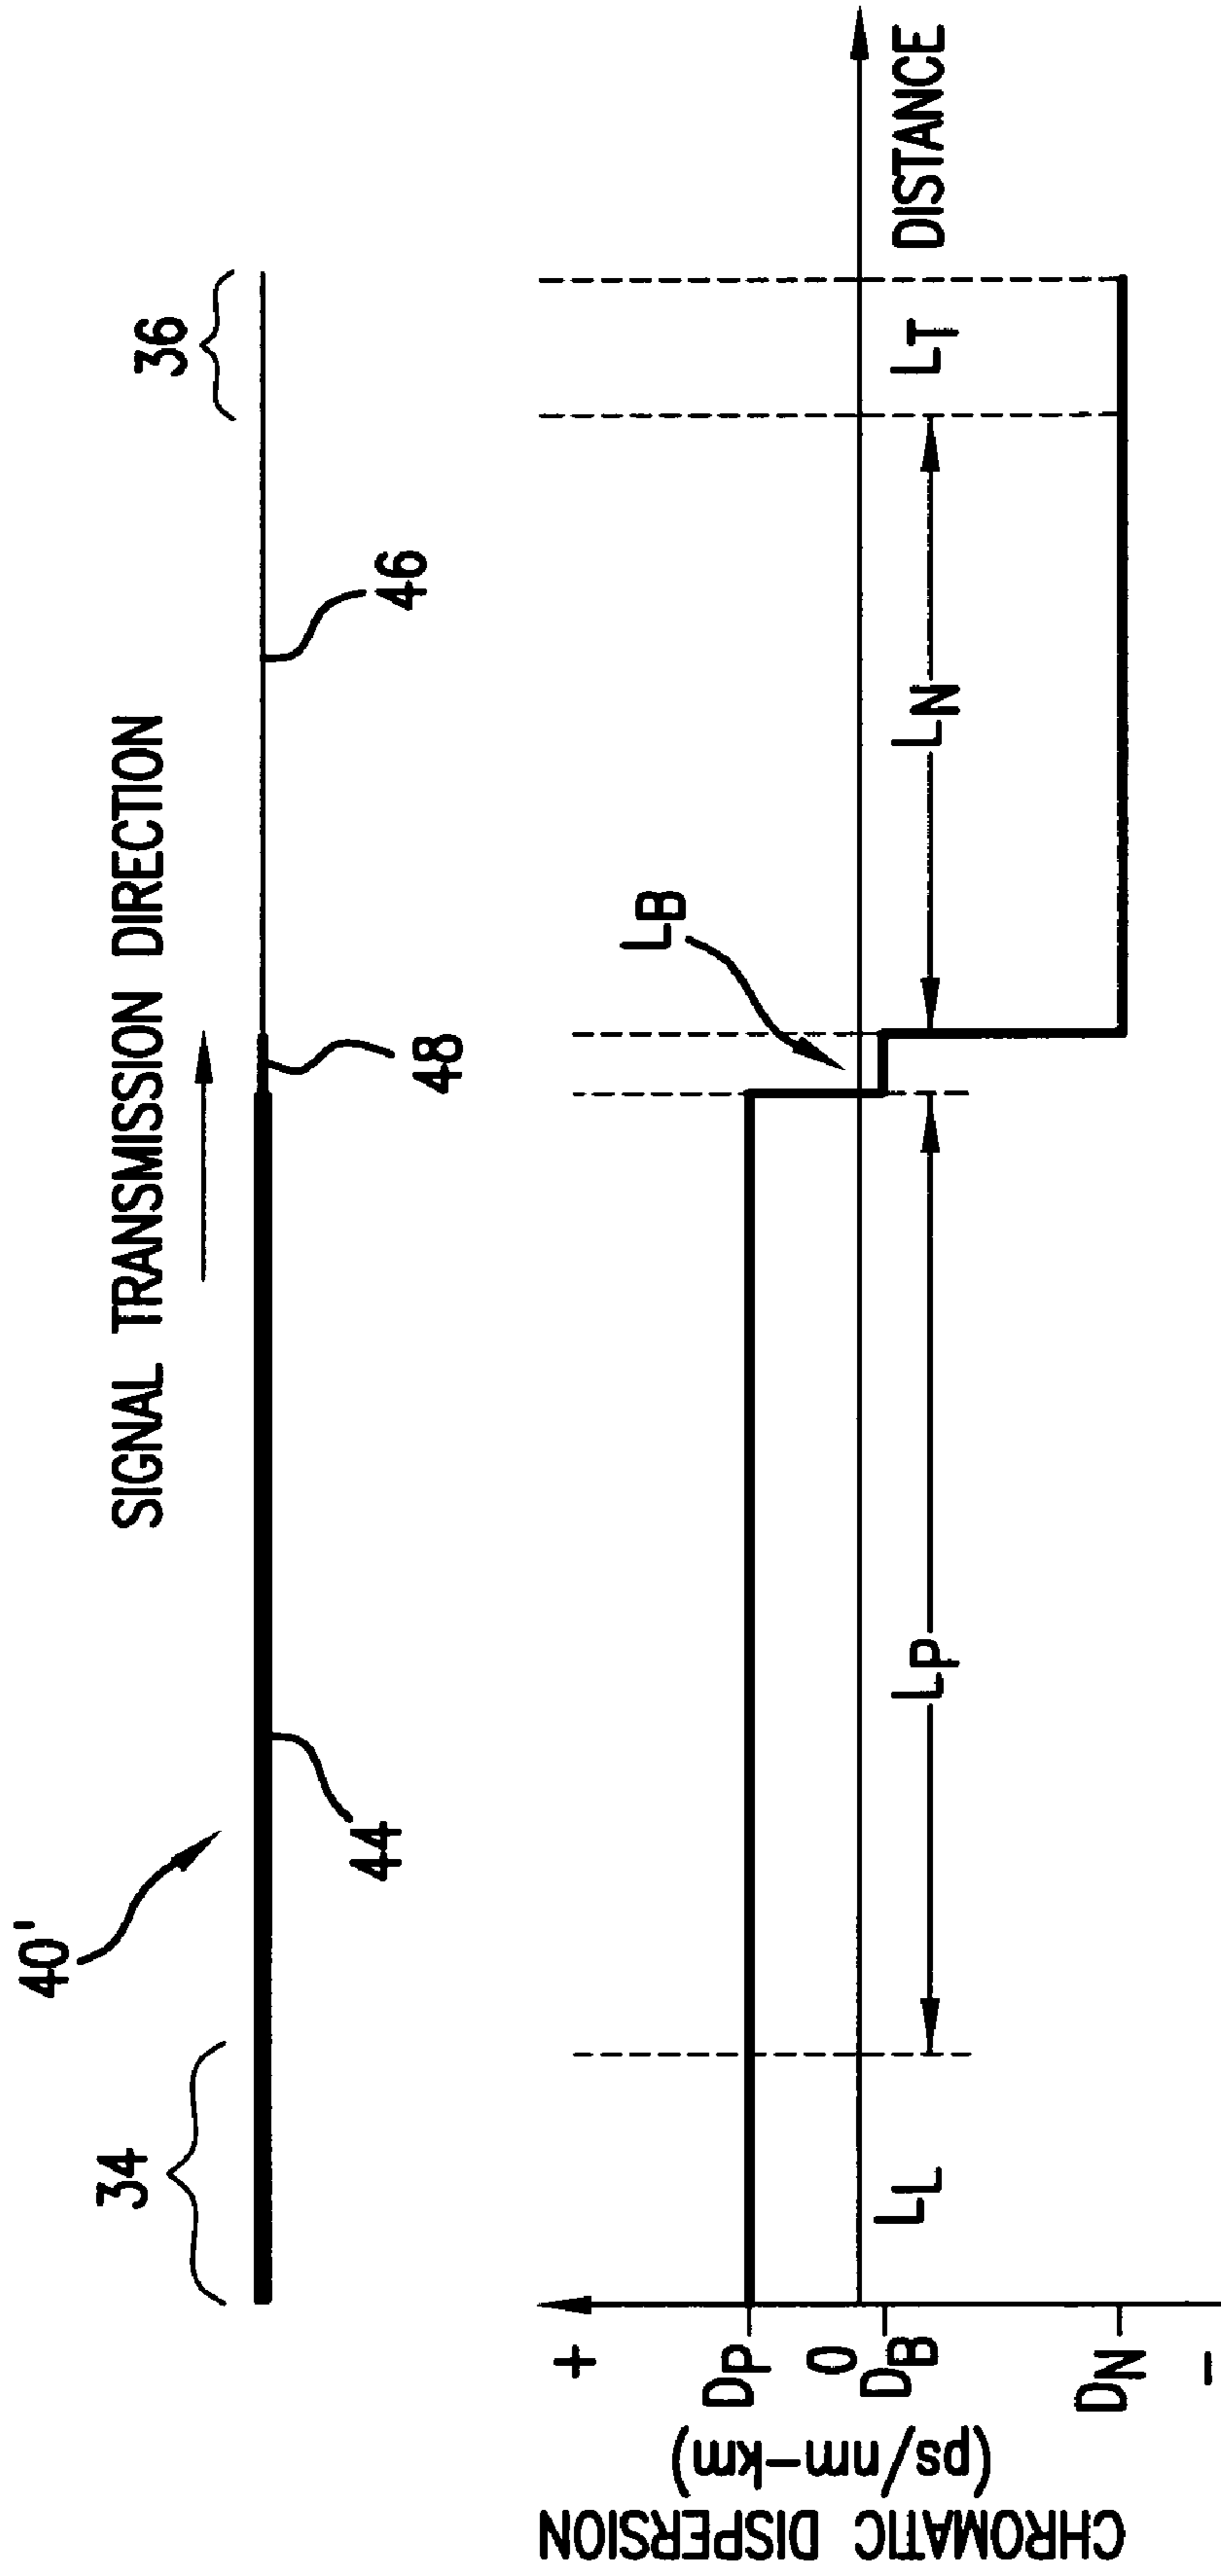 SIGNAL TRANSMISSION DIRECTION
40'
34
44
48
46
36
CHROMATIC DISPERSION
(ps/nm-km)
+
DP
0
DB
DN
-
LL
LP
LB
LN
LT
DISTANCE